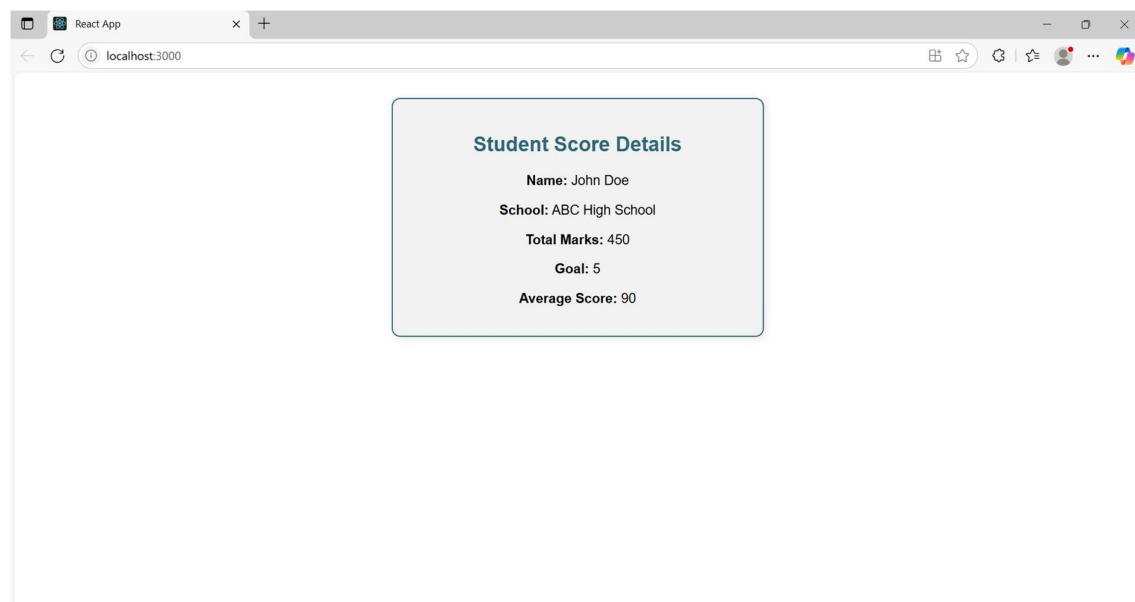 React App
localhost:3000
Student Score Details
Name: John Doe
School: ABC High School
Total Marks: 450
Goal: 5
Average Score: 90